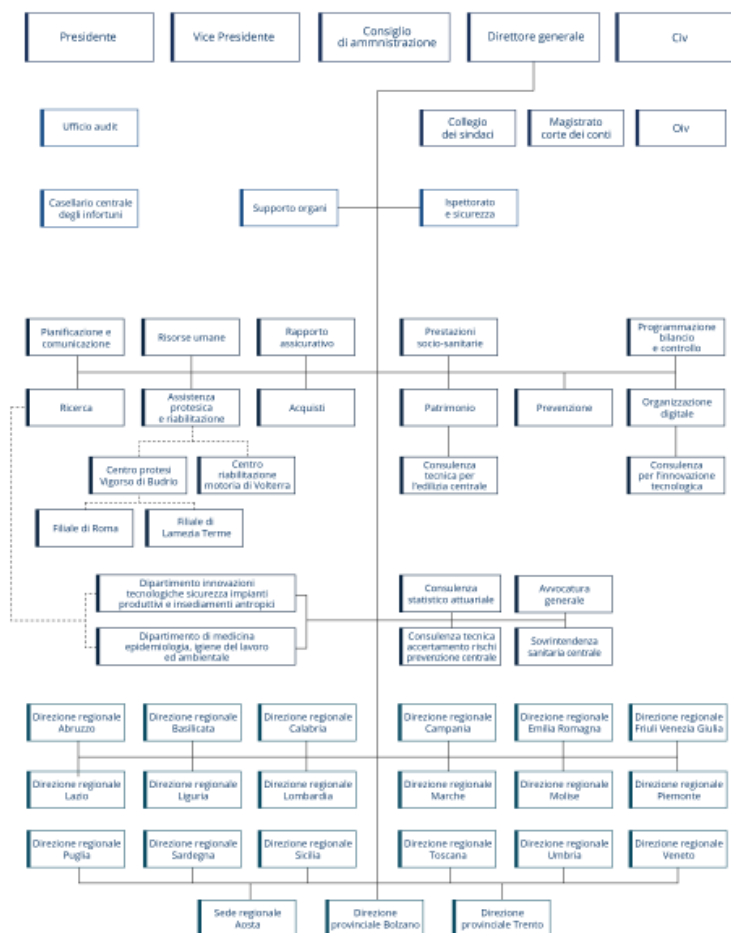 Presidente
Vice Presidente
Consiglio
di ammnistrazione
Direttore generale
Civ
Ufficio audit
Collegio
dei sindaci
Magistrato
corte dei conti
Oiv
Casellario centrale
degli infortuni
Supporto organi
Ispettorato
e sicurezza
Pianificazione e
comunicazione
Risorse umane
Rapporto
assicurativo
Prestazioni
socio-sanitarie
Programmazione
bilancio
e controllo
Ricerca
Assistenza
protesica
e riabilitazione
Acquisti
Patrimonio
Prevenzione
Organizzazione
digitale
Centro protesi
Vigorso di Budrio
Centro
riabilitazione
motoria di Volterra
Consulenza
tecnica per
l'edilizia centrale
Consulenza
per l'innovazione
tecnologica
Filiale di Roma
Filiale di
Lamezia Terme
Dipartimento innovazioni
tecnologiche sicurezza impianti
produttivi e insediamenti antropici
Consulenza
statistico attuariale
Avvocatura
generale
Dipartimento di medicina
epidemiologia, igiene del lavoro
ed ambientale
Consulenza tecnica
accertamento rischi
prevenzione centrale
Sovrintendenza
sanitaria centrale
Direzione regionale
Abruzzo
Direzione regionale
Basilicata
Direzione regionale
Calabria
Direzione regionale
Campania
Direzione regionale
Emilia Romagna
Direzione regionale
Friuli Venezia Giulia
Direzione regionale
Lazio
Direzione regionale
Liguria
Direzione regionale
Lombardia
Direzione regionale
Marche
Direzione regionale
Molise
Direzione regionale
Piemonte
Direzione regionale
Puglia
Direzione regionale
Sardegna
Direzione regionale
Sicilia
Direzione regionale
Toscana
Direzione regionale
Umbria
Direzione regionale
Veneto
Sede regionale
Aosta
Direzione
provinciale Bolzano
Direzione
provinciale Trento